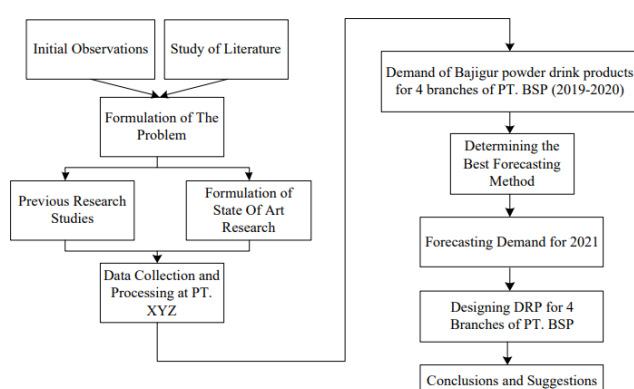 Initial Observations
Study of Literature
Formulation of The
Problem
Previous Research
Studies
Formulation of
State Of Art
Research
Data Collection and
Processing at PT.
XYZ
Demand of Bajigur powder drink products
for 4 branches of PT. BSP (2019-2020)
Determining the
Best Forecasting
Method
Forecasting Demand for 2021
Designing DRP for 4
Branches of PT. BSP
Conclusions and Suggestions